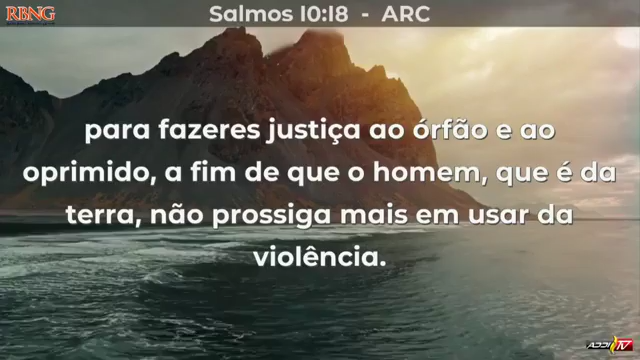 RBNG
Salmos 10:18 - ARC
para fazeres justiça ao órfão e ao
oprimido, a fim de que o homem, que é da
terra, não prossiga mais em usar da
violência.
ADDI TV